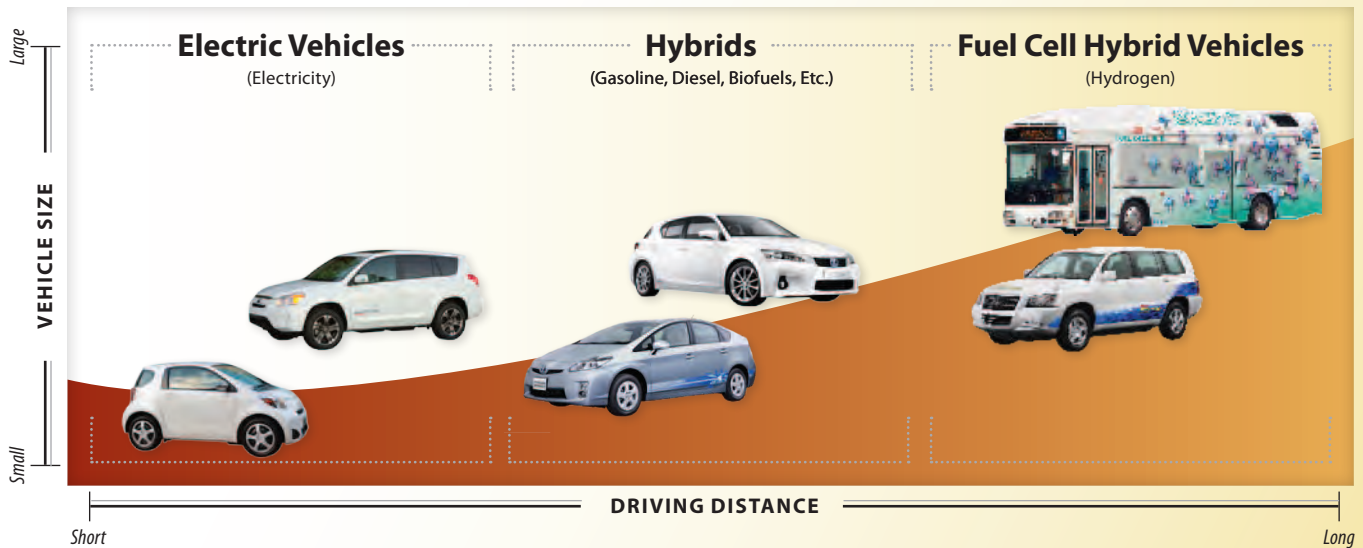 Large
Electric Vehicles
(Electricity)
Hybrids
(Gasoline, Diesel, Biofuels, Etc.)
Fuel Cell Hybrid Vehicles
(Hydrogen)
VEHICLE SIZE
Small
DRIVING DISTANCE
Short
Long